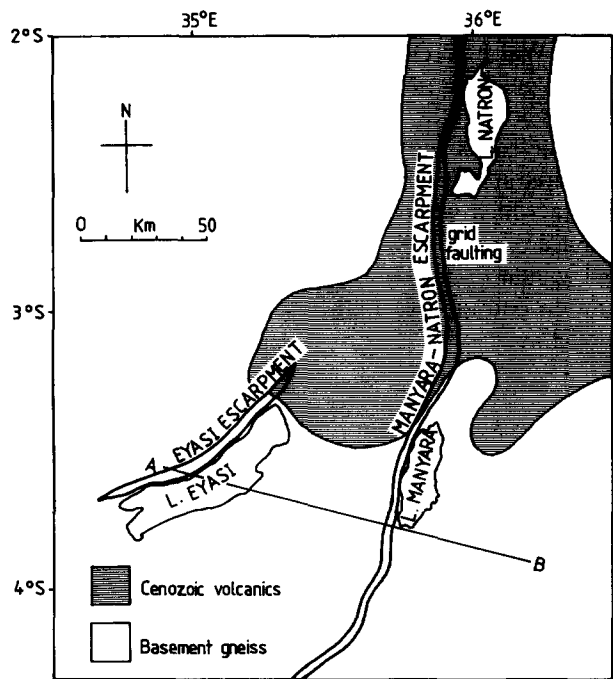 35°E
36°E
2°S
N
0 Km 50
L. NATRON
MANYARA-NATRON ESCARPMENT
grid
faulting
3°S
EYASI ESCARPMENT
A
L. EYASI
L. MANYARA
B
4°S
Cenozoic volcanics
Basement gneiss